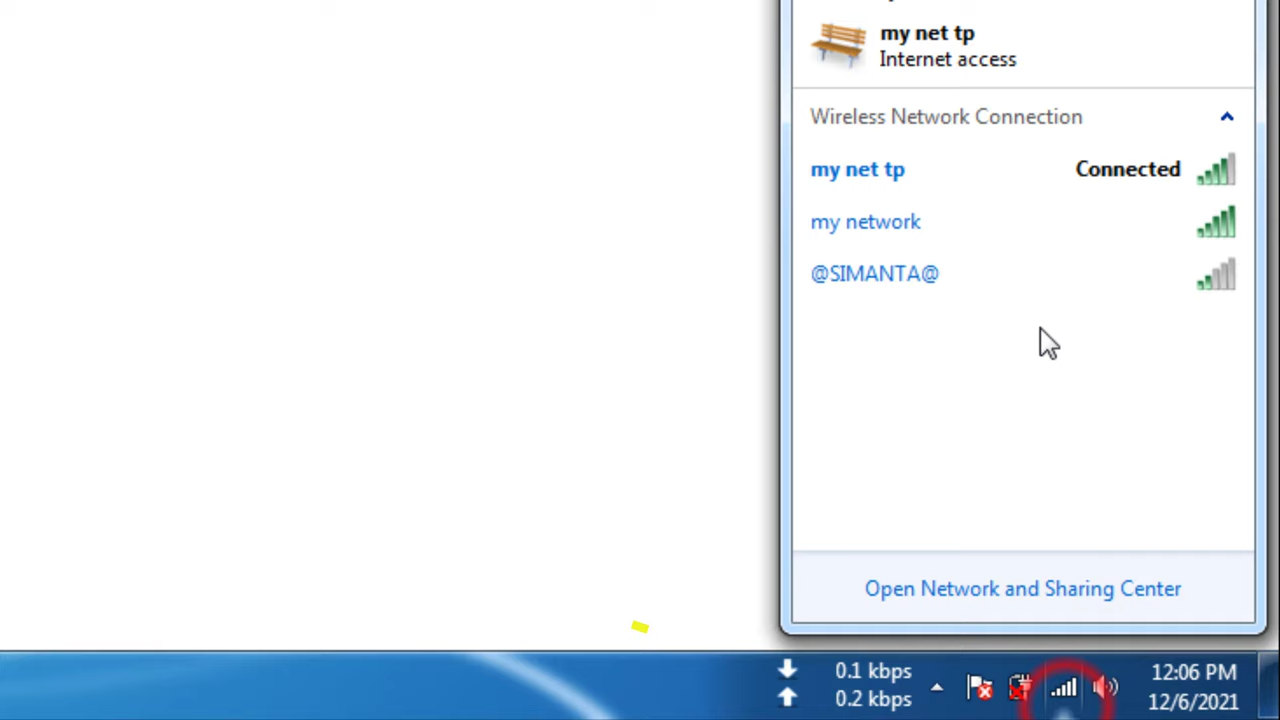 my net tp
Internet access
Wireless Network Connection
my net tp Connected
my network
@SIMANTA@
Open Network and Sharing Center
0.1 kbps 12:06 PM
0.2 kbps 12/6/2021